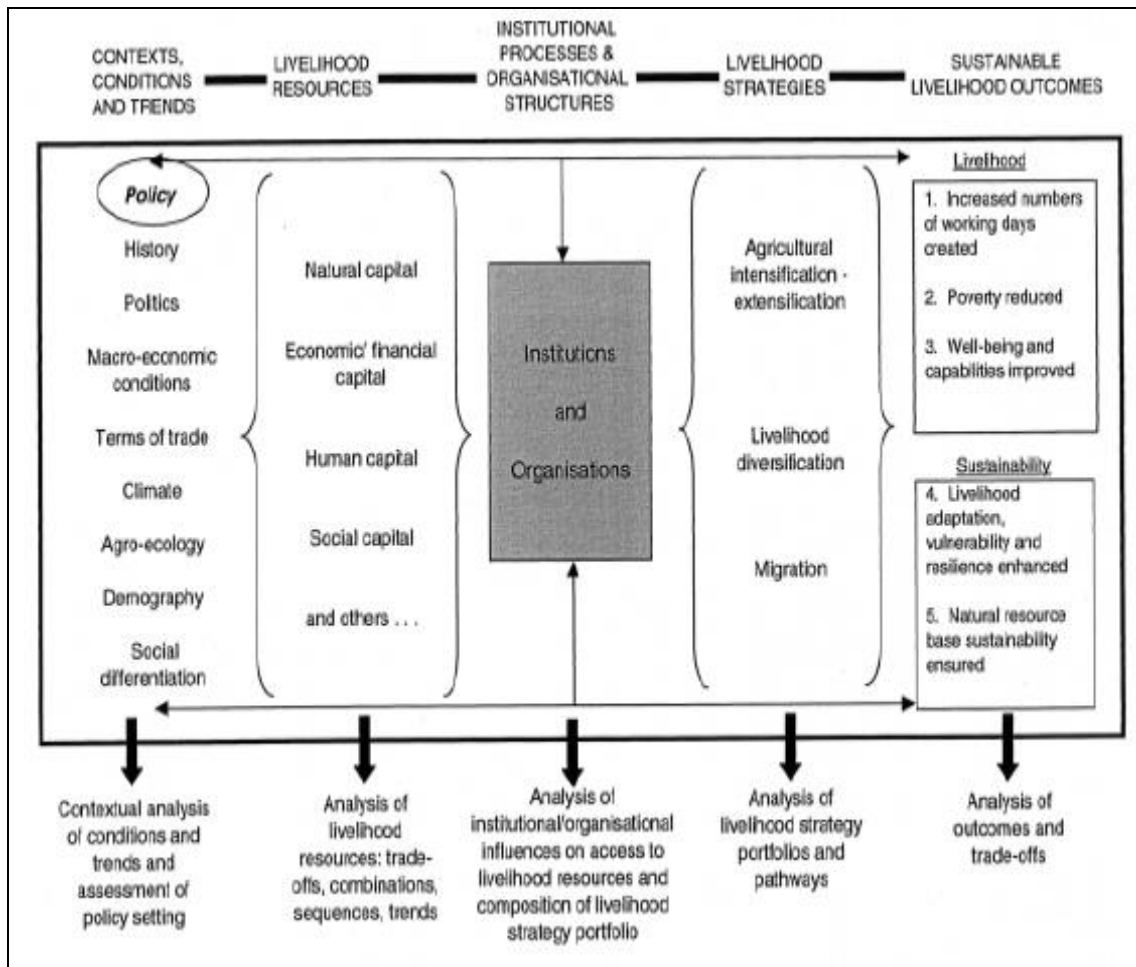 CONTEXTS,
CONDITIONS
AND TRENDS
LIVELIHOOD
RESOURCES
INSTITUTIONAL
PROCESSES &
ORGANISATIONAL
STRUCTURES
LIVELIHOOD
STRATEGIES
SUSTAINABLE
LIVELIHOOD OUTCOMES
Policy
History
Politics
Macro-economic
conditions
Terms of trade
Climate
Agro-ecology
Demography
Social
differentiation
Natural capital
Economic/ financial
capital
Human capital
Social capital
and others . . .
Institutions
and
Organisations
Agricultural
intensification -
extensification
Livelihood
diversification
Migration
Livelihood
1. Increased numbers
of working days
created
2. Poverty reduced
3. Well-being and
capabilities improved
Sustainability
4. Livelihood
adaptation,
vulnerability and
resilience enhanced
5. Natural resource
base sustainability
ensured
Contextual analysis
of conditions and
trends and
assessment of
policy setting
Analysis of
livelihood
resources: trade-
offs, combinations,
sequences, trends
Analysis of
institutional/organisational
influences on access to
livelihood resources and
composition of livelihood
strategy portfolio
Analysis of
livelihood strategy
portfolios and
pathways
Analysis of
outcomes and
trade-offs